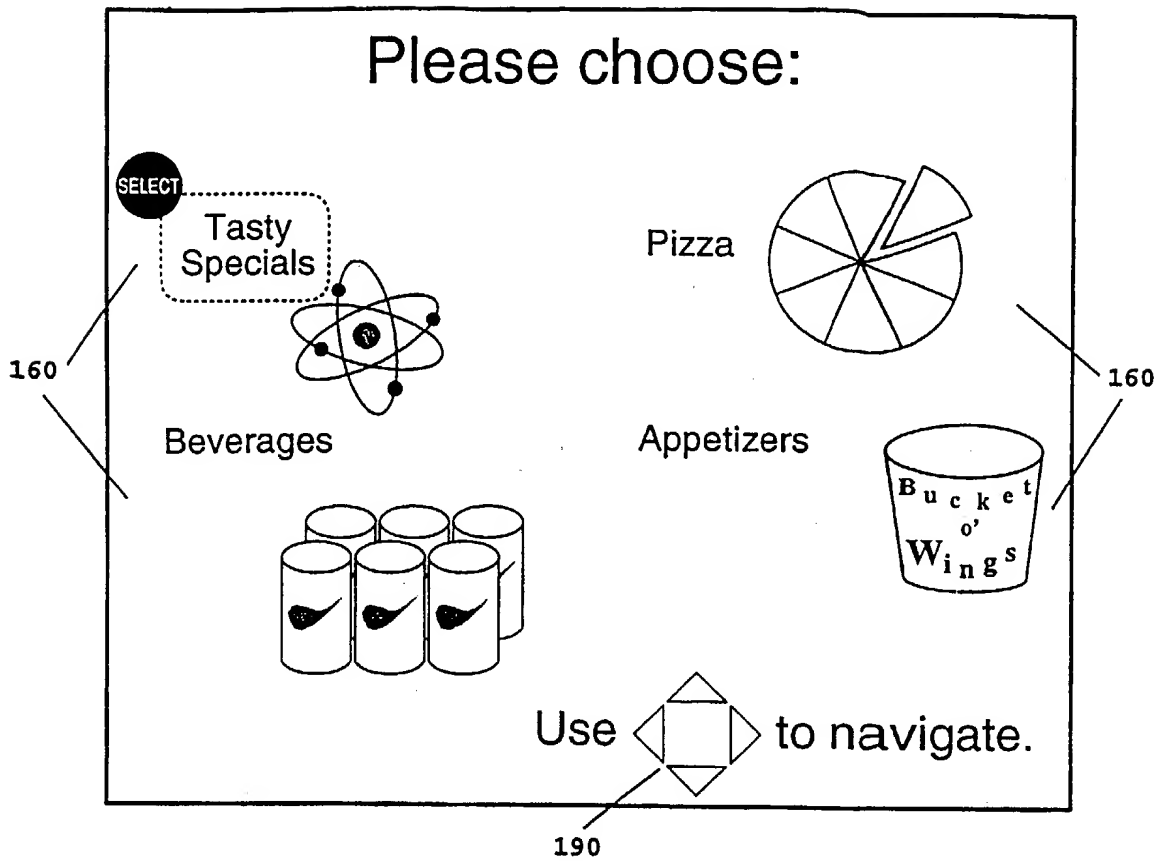 Please choose:
SELECT
Tasty
Specials
Pizza
160
160
Beverages
Appetizers
Bucket
o'
Wings
Use to navigate.
190